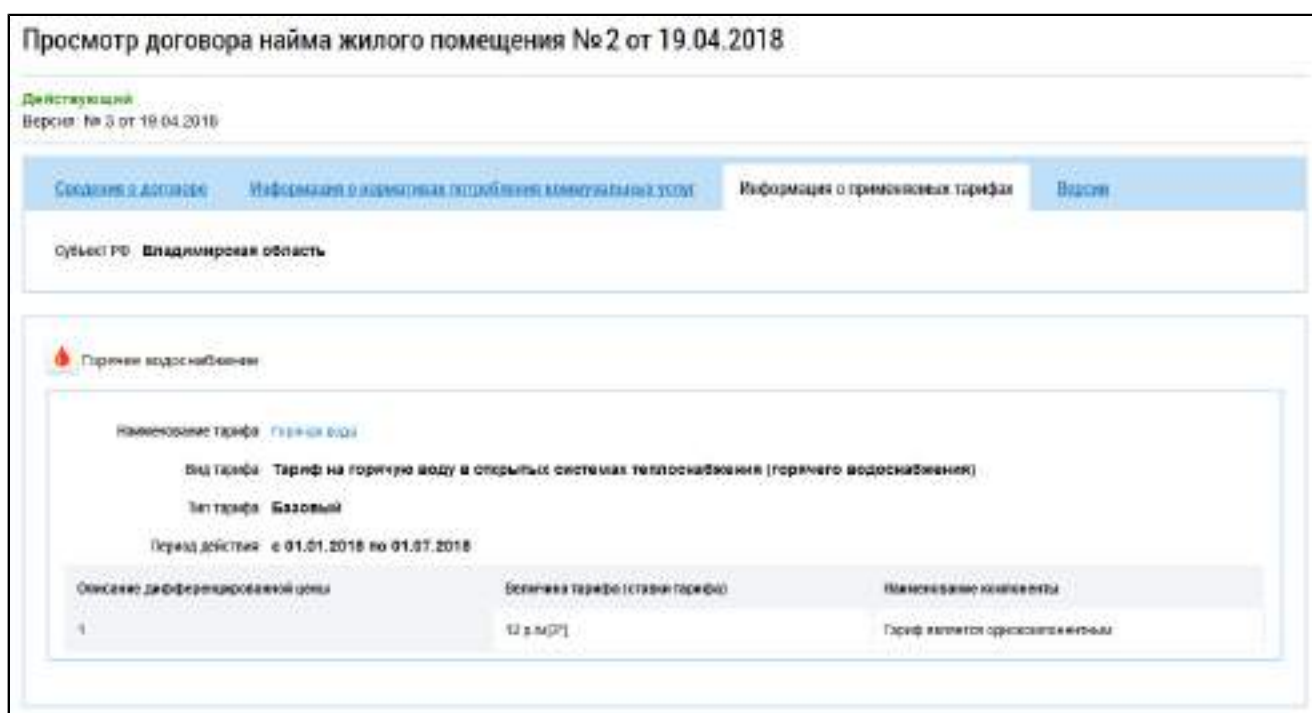 Просмотр договора найма жилого помещения № 2 от 19.04.2018
Действующий
Версия: № 3 от 19.04.2018
Сведения о договоре Информация о нормативах потребления коммунальных услуг Информация о применяемых тарифах Версии
Субъект РФ Владимирская область
Горячее водоснабжение
Наименование тарифа Горячая вода
Вид тарифа Тариф на горячую воду в открытых системах теплоснабжения (горячего водоснабжения)
Тип тарифа Базовый
Период действия с 01.01.2018 по 01.07.2018
Описание дифференцированной цены Величина тарифа (ставки тарифа) Наименование компонента
1 12 Тариф является однокомпонентным